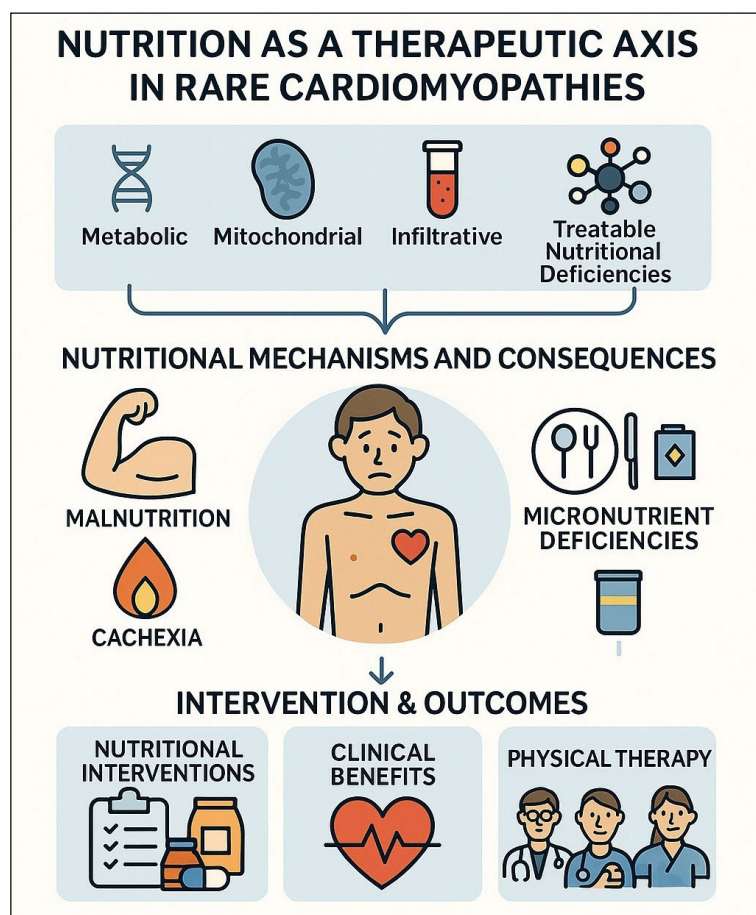 NUTRITION AS A THERAPEUTIC AXIS
IN RARE CARDIOMYOPATHIES
Metabolic
Mitochondrial
Infiltrative
Treatable
Nutritional
Deficiencies
NUTRITIONAL MECHANISMS AND CONSEQUENCES
MALNUTRITION
MICRONUTRIENT
DEFICIENCIES
CACHEXIA
INTERVENTION & OUTCOMES
NUTRITIONAL
INTERVENTIONS
CLINICAL
BENEFITS
PHYSICAL THERAPY